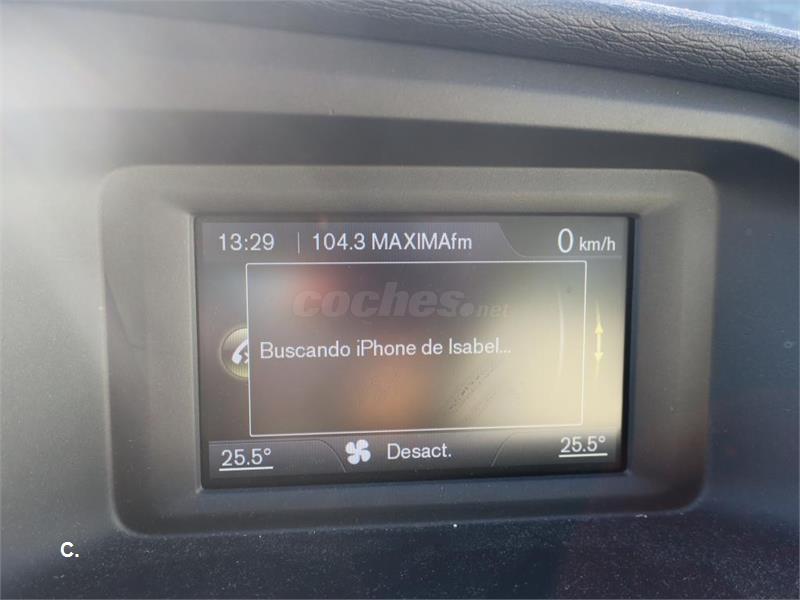 13:29 | 104.3 MAXIMAfm 0 km/h
coches.net
Buscando iPhone de Isabel...
25.5° Desact. 25.5°
C.